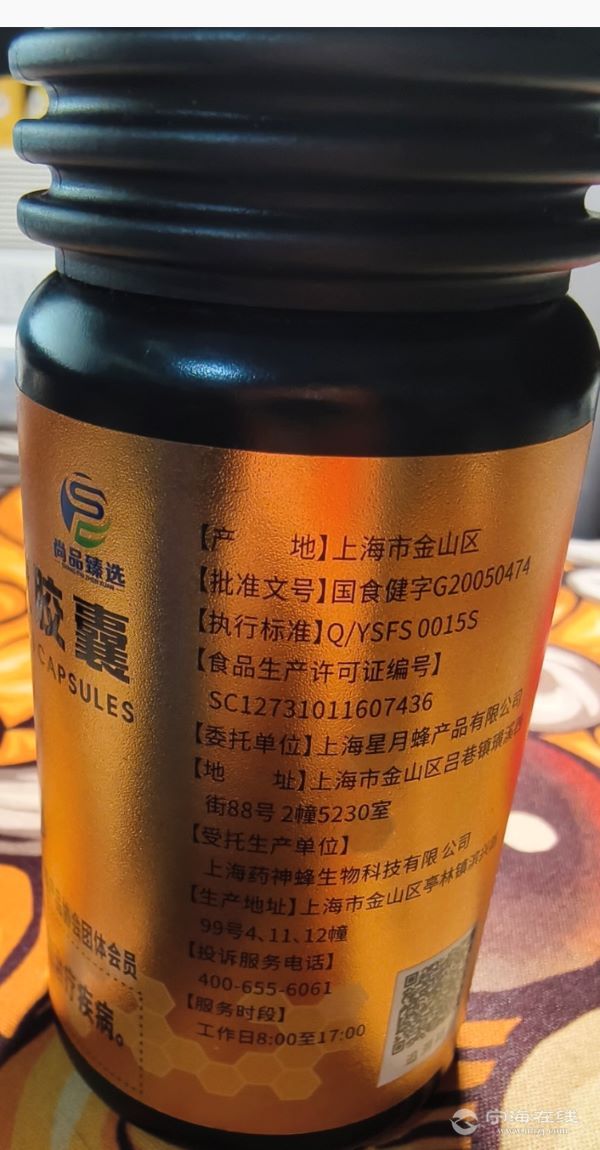 尚品臻选
胶囊
CAPSULES
【产 地】上海市金山区
【批准文号】国食健字G20050474
【执行标准】Q/YSFS 0015S
【食品生产许可证编号】
SC12731011607436
【委托单位】上海星月蜂产品有限公司
【地 址】上海市金山区吕巷镇璜溪西
街88号2幢5230室
【受托生产单位】
上海药神蜂生物科技有限公司
【生产地址】上海市金山区亭林镇滨兴路
99号4、11、12幢
【投诉服务电话】
400-655-6061
【服务时段】
工作日8:00至17:00
会团体会员
疗疾病。
宁海在线